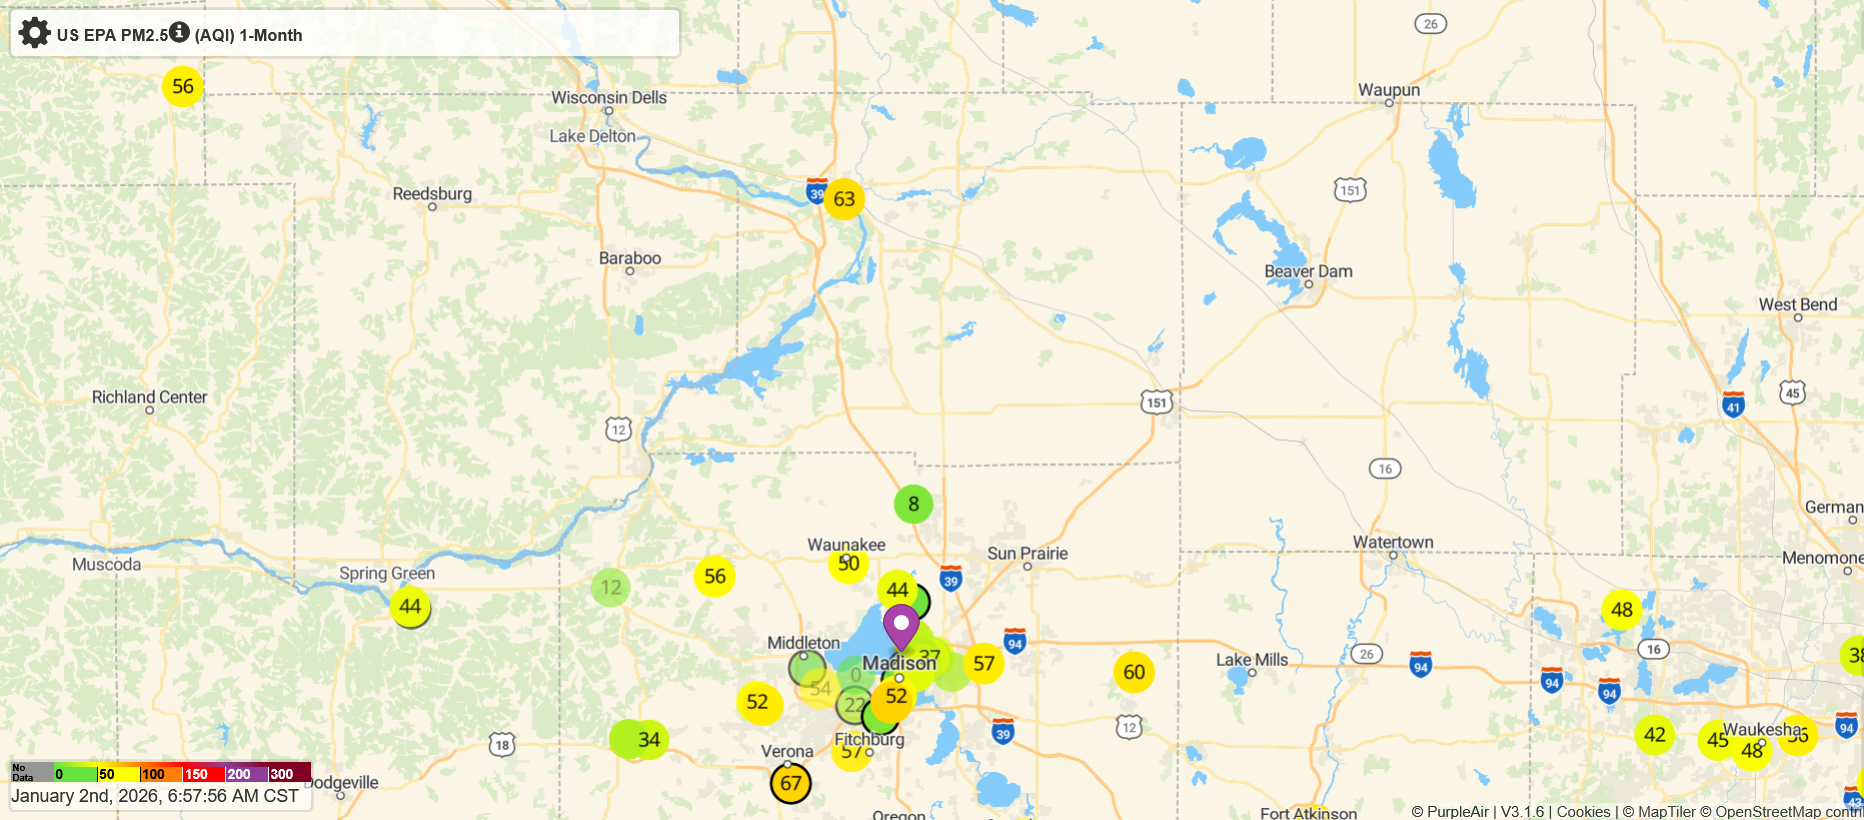 US EPA PM2.5 (AQI) 1-Month
26
56
Waupun
Wisconsin Dells
Lake Delton
151
Reedsburg
39
63
Baraboo
Beaver Dam
West Bend
Richland Center
45
41
151
12
16
8
German
Watertown
Waunakee
Sun Prairie
Menomone
50
Muscoda
Spring Green
56
39
12
44
44
48
Middleton
94
37
57
Madison
0
60
Lake Mills
26
94
16
38
94
94
54
52
52
22
12
39
94
Waukesha
56
42
45
48
Fitchburg
57
34
18
Verona
67
Dodgeville
Oregon
Fort Atkinson
43
No Data
0
50
100
150
200
300
January 2nd, 2026, 6:57:56 AM CST
© PurpleAir | V3.1.6 | Cookies | © MapTiler © OpenStreetMap contri